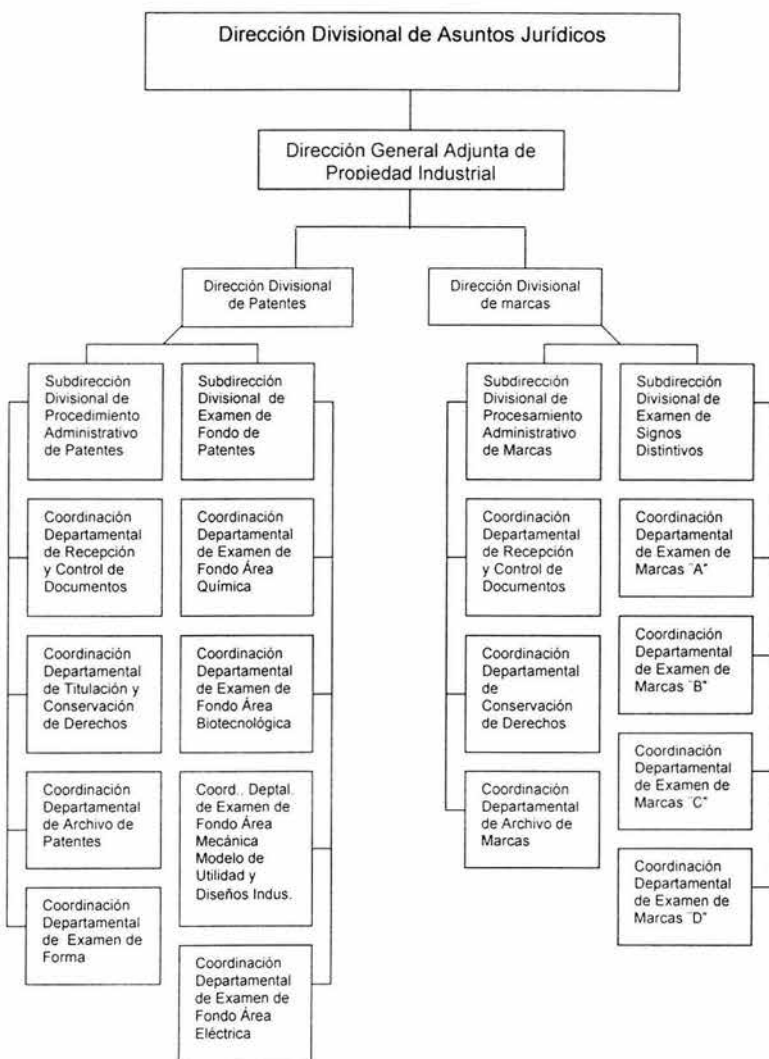 Dirección Divisional de Asuntos Jurídicos
Dirección General Adjunta de
Propiedad Industrial
Dirección Divisional
de Patentes
Dirección Divisional
de marcas
Subdirección
Divisional de
Procedimiento
Administrativo
de Patentes
Subdirección
Divisional de
Examen de
Fondo de
Patentes
Subdirección
Divisional de
Procesamiento
Administrativo
de Marcas
Subdirección
Divisional de
Examen de
Signos
Distintivos
Coordinación
Departamental
de Recepción
y Control de
Documentos
Coordinación
Departamental
de Examen de
Fondo Área
Química
Coordinación
Departamental
de Recepción
y Control de
Documentos
Coordinación
Departamental
de Examen de
Marcas ¨A"
Coordinación
Departamental
de Titulación y
Conservación
de Derechos
Coordinación
Departamental
de Examen de
Fondo Área
Biotecnológica
Coordinación
Departamental
de
Conservación
de Derechos
Coordinación
Departamental
de Examen de
Marcas ¨B"
Coordinación
Departamental
de Archivo de
Patentes
Coord.. Deptal.
de Examen de
Fondo Área
Mecánica
Modelo de
Utilidad y
Diseños Indus.
Coordinación
Departamental
de Archivo de
Marcas
Coordinación
Departamental
de Examen de
Marcas ¨C"
Coordinación
Departamental
de Examen de
Forma
Coordinación
Departamental
de Examen de
Fondo Área
Eléctrica
Coordinación
Departamental
de Examen de
Marcas ¨D"